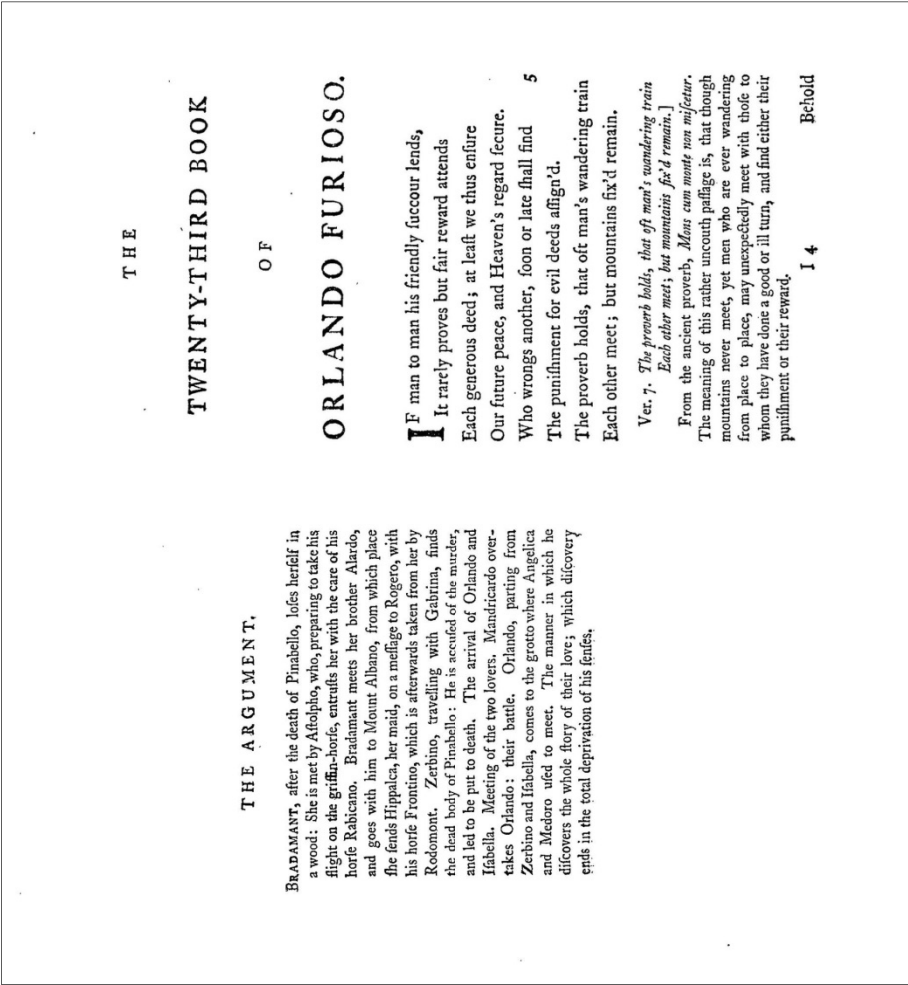 THE ARGUMENT.
BRADAMANT, after the death of Pinabello, loſes herſelf in
a wood: She is met by Aſtolpho, who, preparing to take his
flight on the griffin-horſe, entruſts her with the care of his
horſe Rabicano. Bradamant meets her brother Alardo,
and goes with him to Mount Albano, from which place
ſhe ſends Hippalca, her maid, on a meſſage to Rogero, with
his horſe Frontino, which is afterwards taken from her by
Rodomont. Zerbino, travelling with Gabrina, finds
the dead body of Pinabello: He is accuſed of the murder,
and led to be put to death. The arrival of Orlando and
Iſabella. Meeting of the two lovers. Mandricardo over-
takes Orlando: their battle. Orlando, parting from
Zerbino and Iſabella, comes to the grotto where Angelica
and Medoro uſed to meet. The manner in which he
diſcovers the whole ſtory of their love; which diſcovery
ends in the total deprivation of his ſenſes.
THE
TWENTY-THIRD BOOK
OF
ORLANDO FURIOSO.
IF man to man his friendly ſuccour lends,
It rarely proves but fair reward attends
Each generous deed; at leaſt we thus enſure
Our future peace, and Heaven's regard ſecure.
Who wrongs another, ſoon or late ſhall find 5
The puniſhment for evil deeds aſſign'd.
The proverb holds, that oft man's wandering train
Each other meet; but mountains fix'd remain.
Ver. 7. The proverb holds, that oft man's wandering train
Each other meet; but mountains fix'd remain.]
From the ancient proverb, Mons cum monte non miſcetur.
The meaning of this rather uncouth paſſage is, that though
mountains never meet, yet men who are ever wandering
from place to place, may unexpectedly meet with thoſe to
whom they have done a good or ill turn, and find either their
puniſhment or their reward.
I 4 Behold